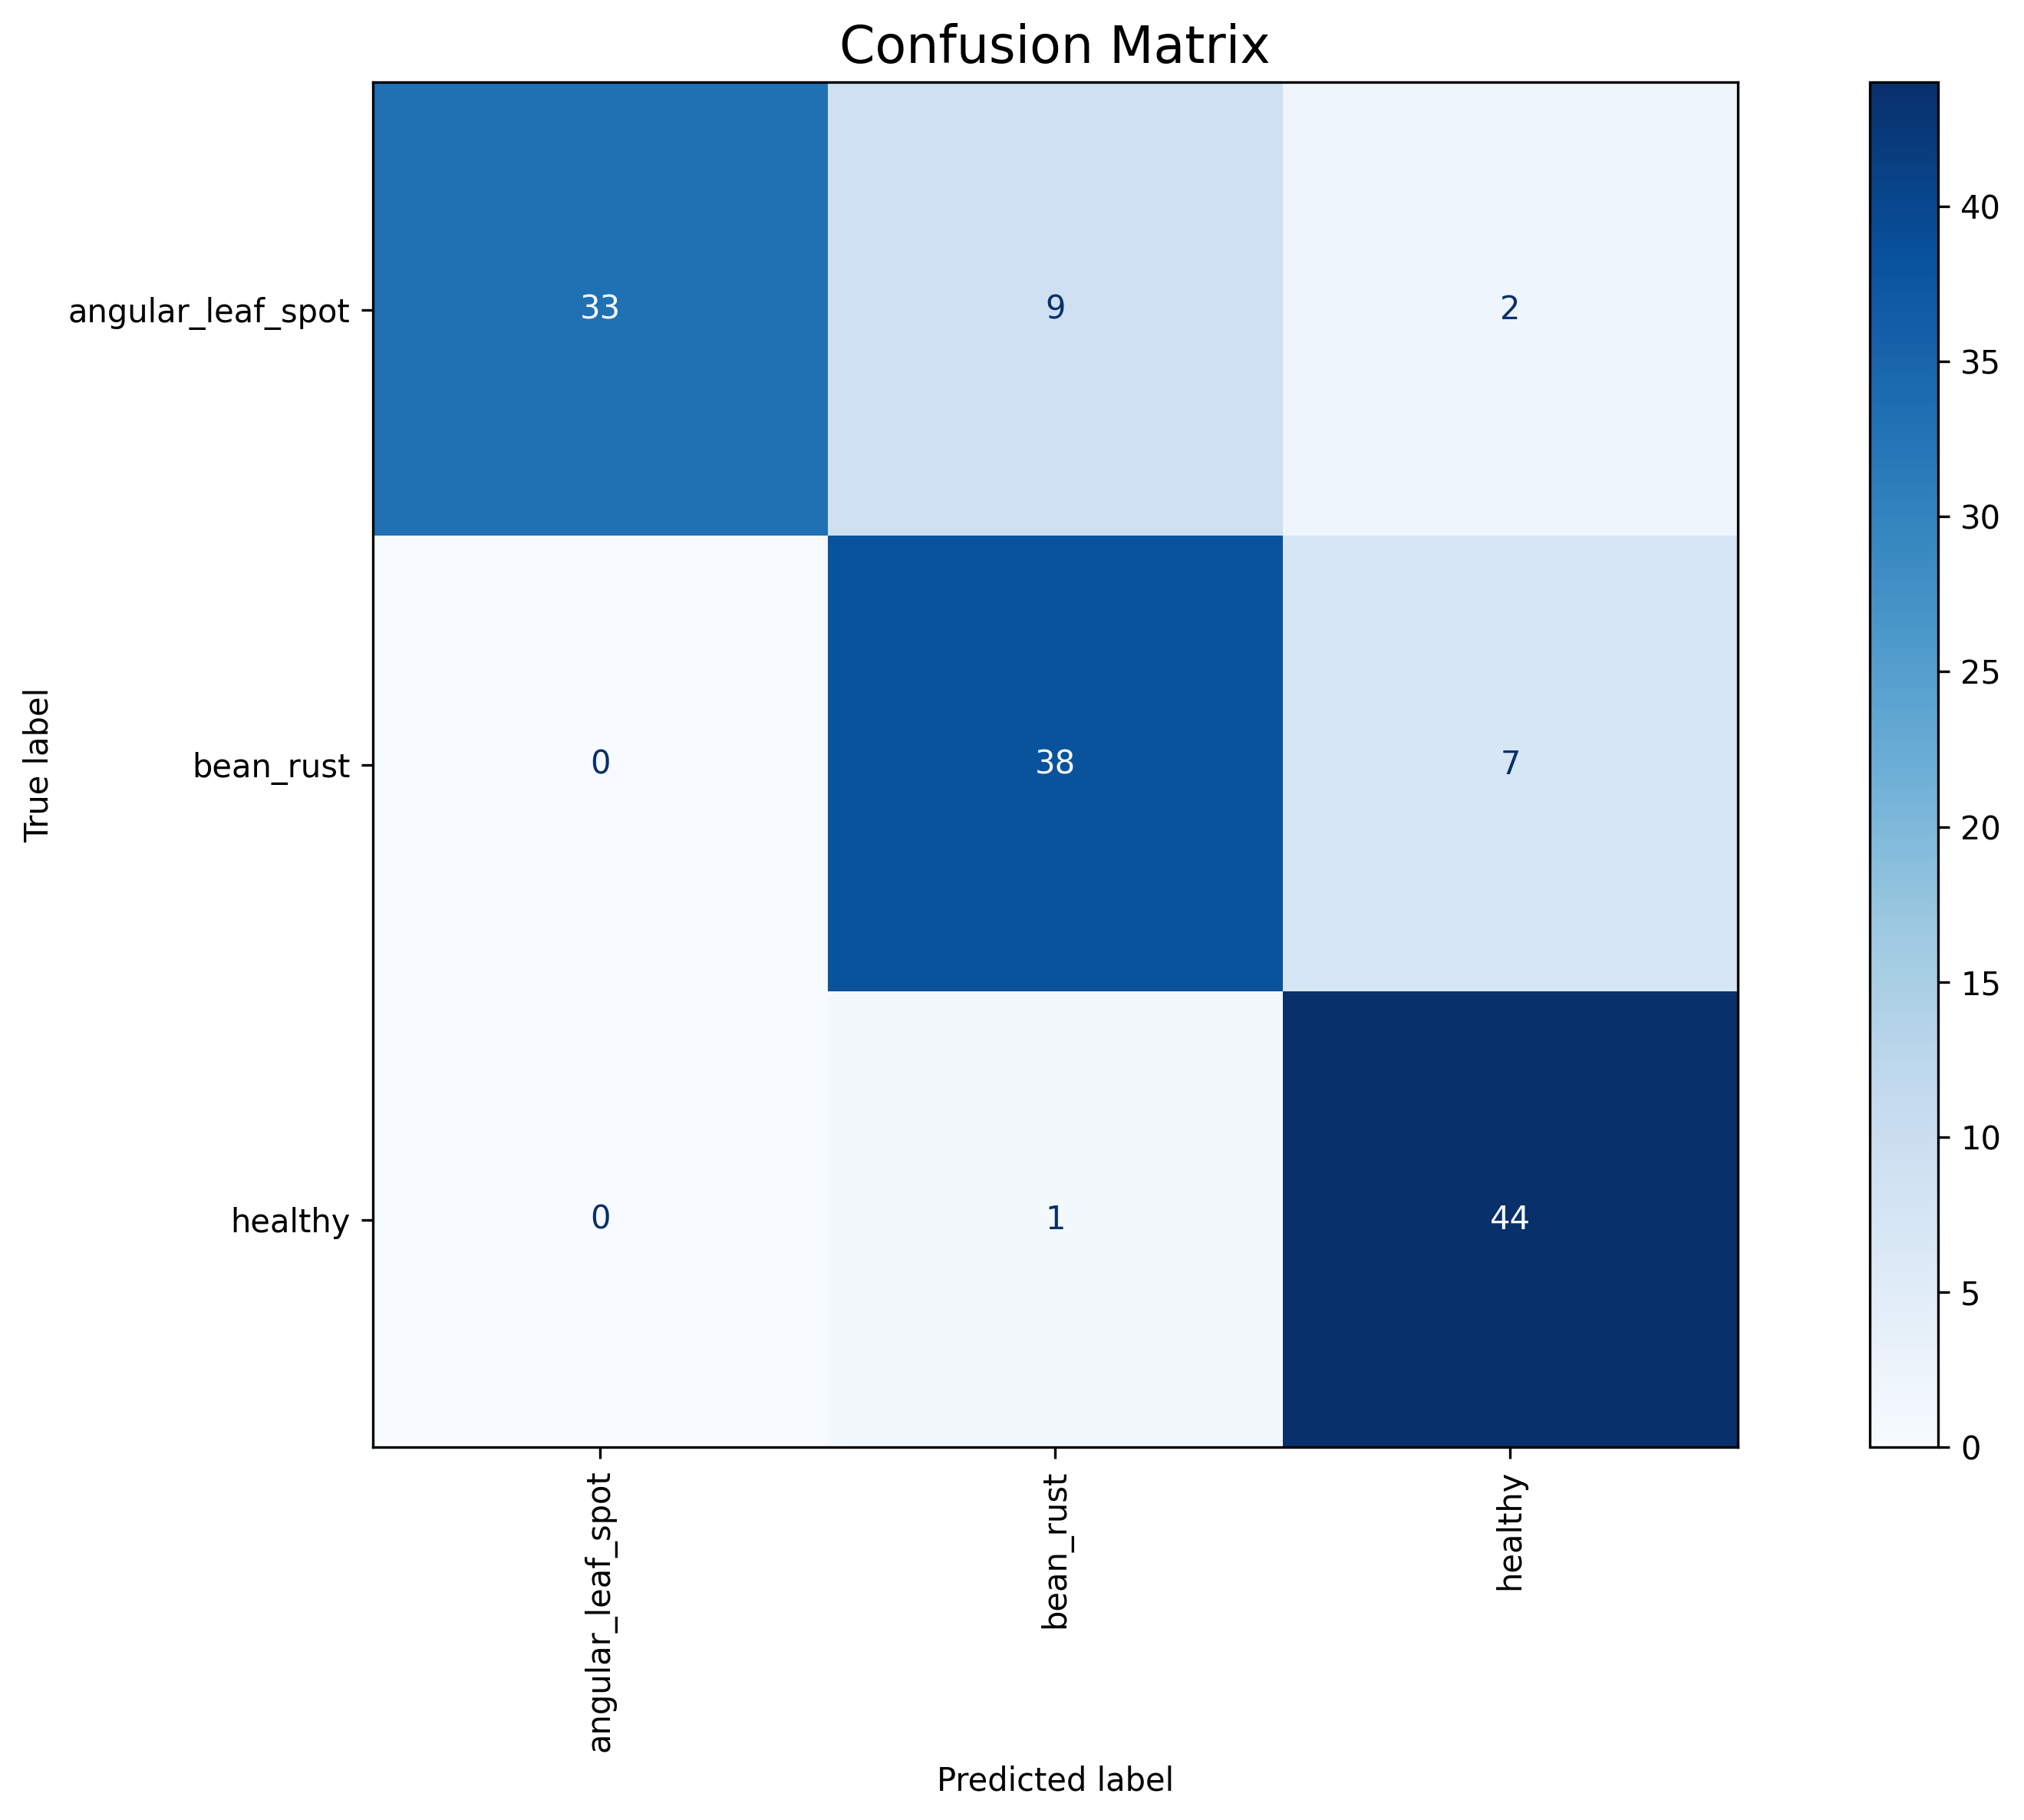 Confusion Matrix
angular_leaf_spot
33
9
2
bean_rust
0
38
7
healthy
0
1
44
True label
angular_leaf_spot
bean_rust
healthy
Predicted label
40
35
30
25
20
15
10
5
0